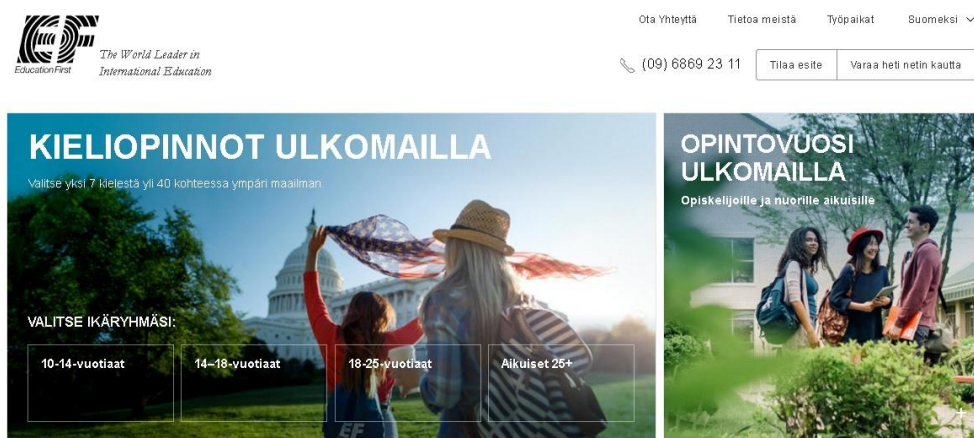 Ota Yhteyttä
Tietoa meistä
Työpaikat
Suomeksi
EF
Education First
The World Leader in
International Education
(09) 6869 23 11
Tilaa esite
Varaa heti netin kautta
KIELIOPINNOT ULKOMAILLA
Valitse yksi 7 kielestä yli 40 kohteessa ympäri maailman.
VALITSE IKÄRYHMÄSI:
10-14-vuotiaat
14–18-vuotiaat
18-25-vuotiaat
Aikuiset 25+
EF
OPINTOVUOSI
ULKOMAILLA
Opiskelijoille ja nuorille aikuisille
+